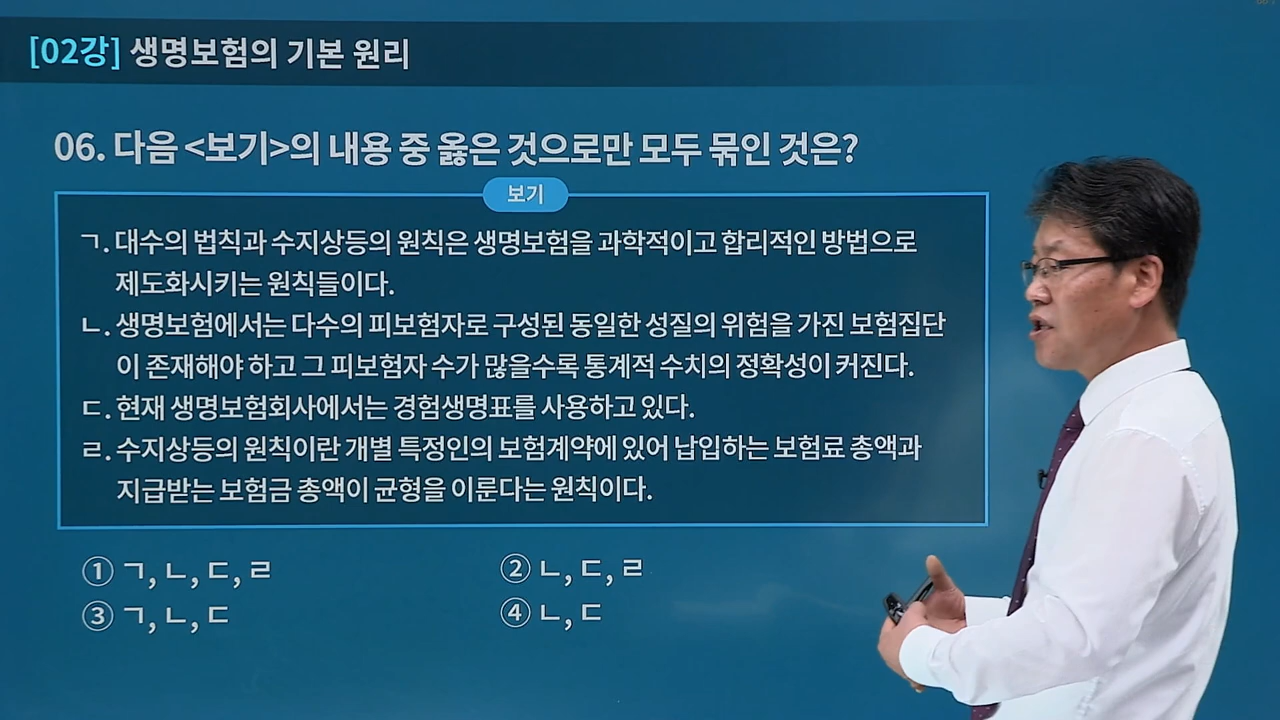 [02강] 생명보험의 기본 원리
06. 다음 <보기>의 내용 중 옳은 것으로만 모두 묶인 것은?
보기
ㄱ. 대수의 법칙과 수지상등의 원칙은 생명보험을 과학적이고 합리적인 방법으로
제도화시키는 원칙들이다.
ㄴ. 생명보험에서는 다수의 피보험자로 구성된 동일한 성질의 위험을 가진 보험집단
이 존재해야 하고 그 피보험자 수가 많을수록 통계적 수치의 정확성이 커진다.
ㄷ. 현재 생명보험회사에서는 경험생명표를 사용하고 있다.
ㄹ. 수지상등의 원칙이란 개별 특정인의 보험계약에 있어 납입하는 보험료 총액과
지급받는 보험금 총액이 균형을 이룬다는 원칙이다.
① ㄱ, ㄴ, ㄷ, ㄹ
② ㄴ, ㄷ, ㄹ
③ ㄱ, ㄴ, ㄷ
④ ㄴ, ㄷ